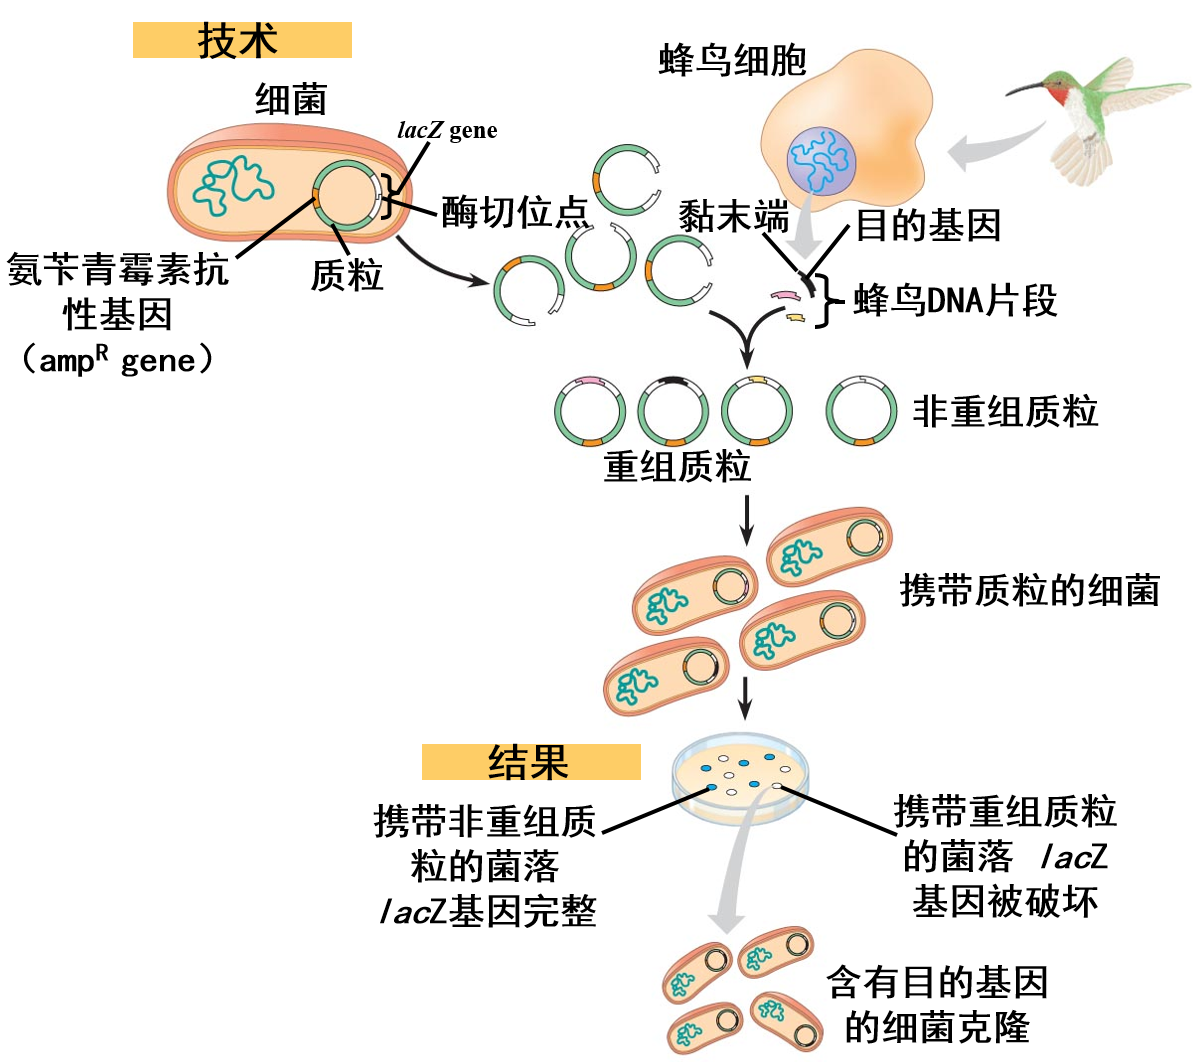 技术
细菌
lacZ gene
酶切位点
氨苄青霉素抗
性基因
（ampR gene）
质粒
蜂鸟细胞
黏末端
目的基因
蜂鸟DNA片段
非重组质粒
重组质粒
携带质粒的细菌
结果
携带非重组质
粒的菌落
lacZ基因完整
携带重组质粒
的菌落 lacZ
基因被破坏
含有目的基因
的细菌克隆